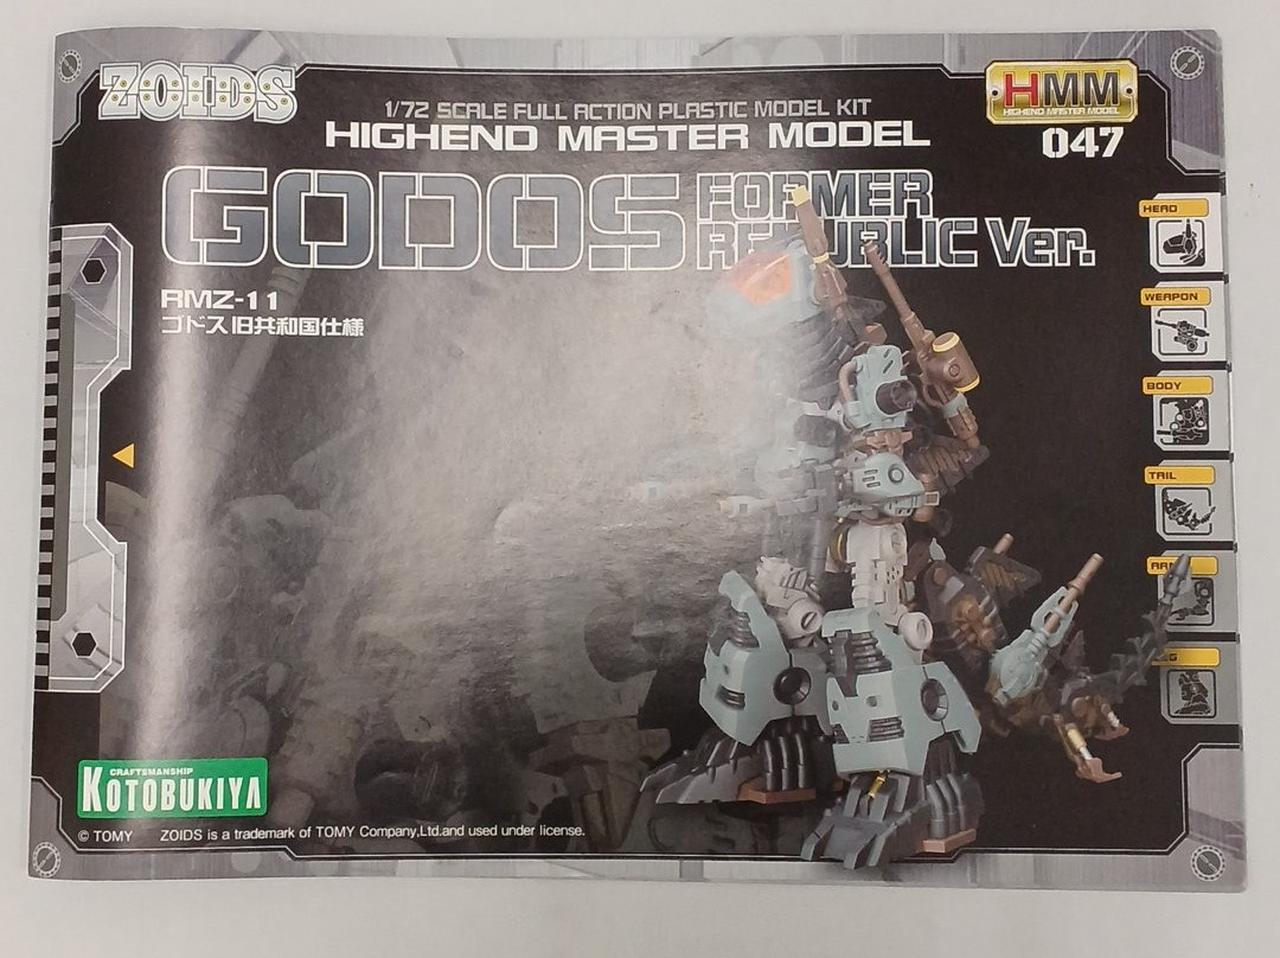 ZOIDS
1/72 SCALE FULL ACTION PLASTIC MODEL KIT
HIGHEND MASTER MODEL
HMM
HIGHEND MASTER MODEL
047
GODOS FORMER
REPUBLIC Ver.
RMZ-11
ゴドス旧共和国仕様
HEAD
WEAPON
BODY
TAIL
CRAFTSMANSHIP
KOTOBUKIYA
© TOMY ZOIDS is a trademark of TOMY Company,Ltd.and used under license.